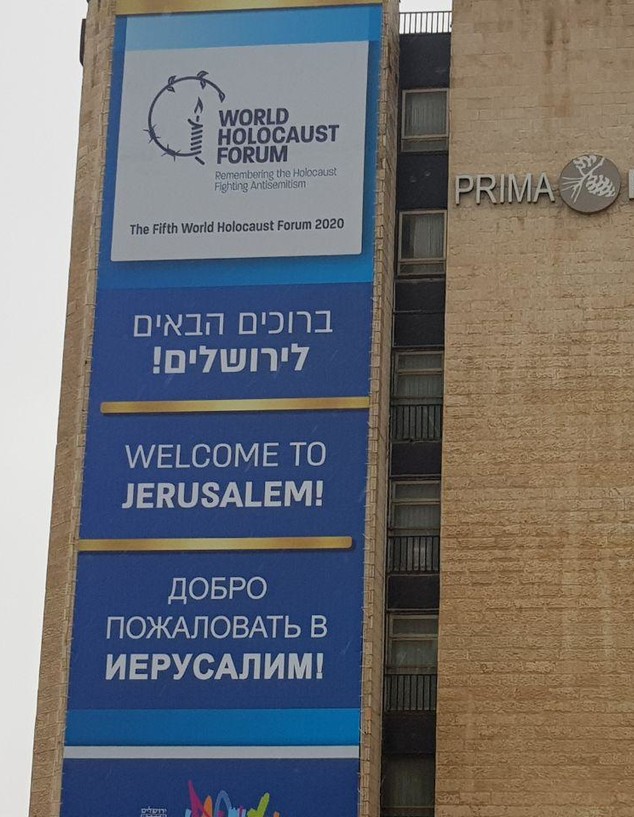 WORLD
HOLOCAUST
FORUM
Remembering the Holocaust
Fighting Antisemitism
The Fifth World Holocaust Forum 2020
PRIMA
ברוכים הבאים
לירושלים!
WELCOME TO
JERUSALEM!
ДОБРО
ПОЖАЛОВАТЬ В
ИЕРУСАЛИМ!
ירושלים